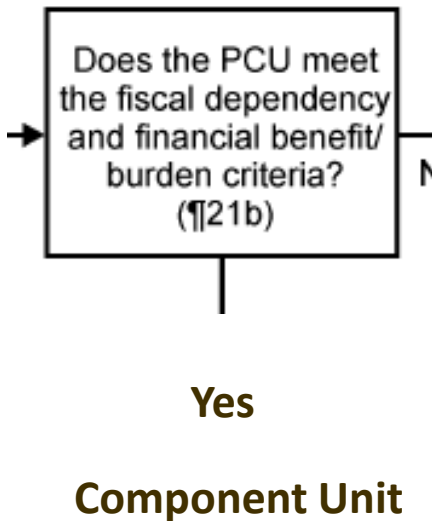 Does the PCU meet
the fiscal dependency
and financial benefit/
burden criteria?
(¶21b)
Yes
Component Unit